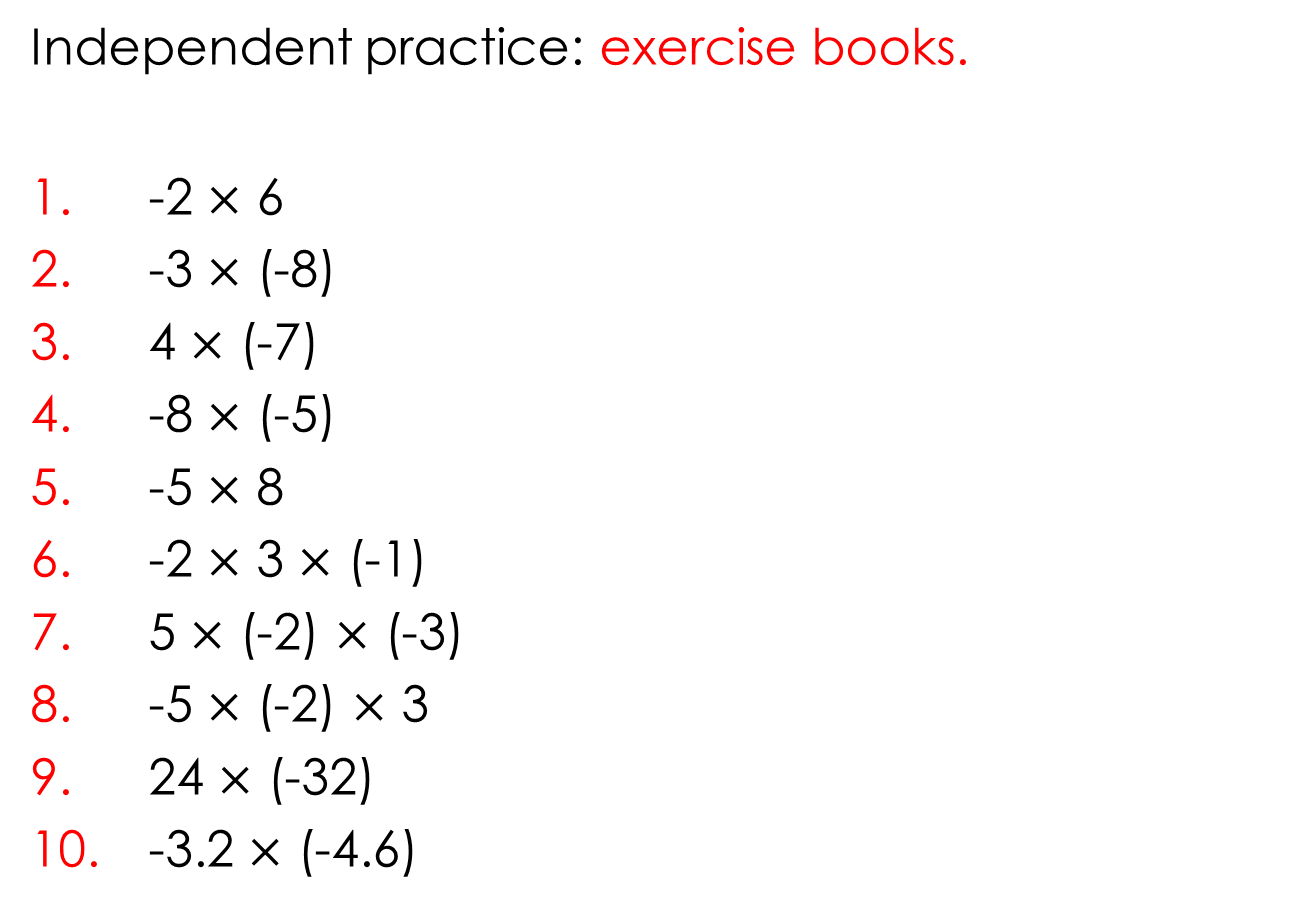 Independent practice: exercise books.
1. -2 × 6
2. -3 × (-8)
3. 4 × (-7)
4. -8 × (-5)
5. -5 × 8
6. -2 × 3 × (-1)
7. 5 × (-2) × (-3)
8. -5 × (-2) × 3
9. 24 × (-32)
10. -3.2 × (-4.6)